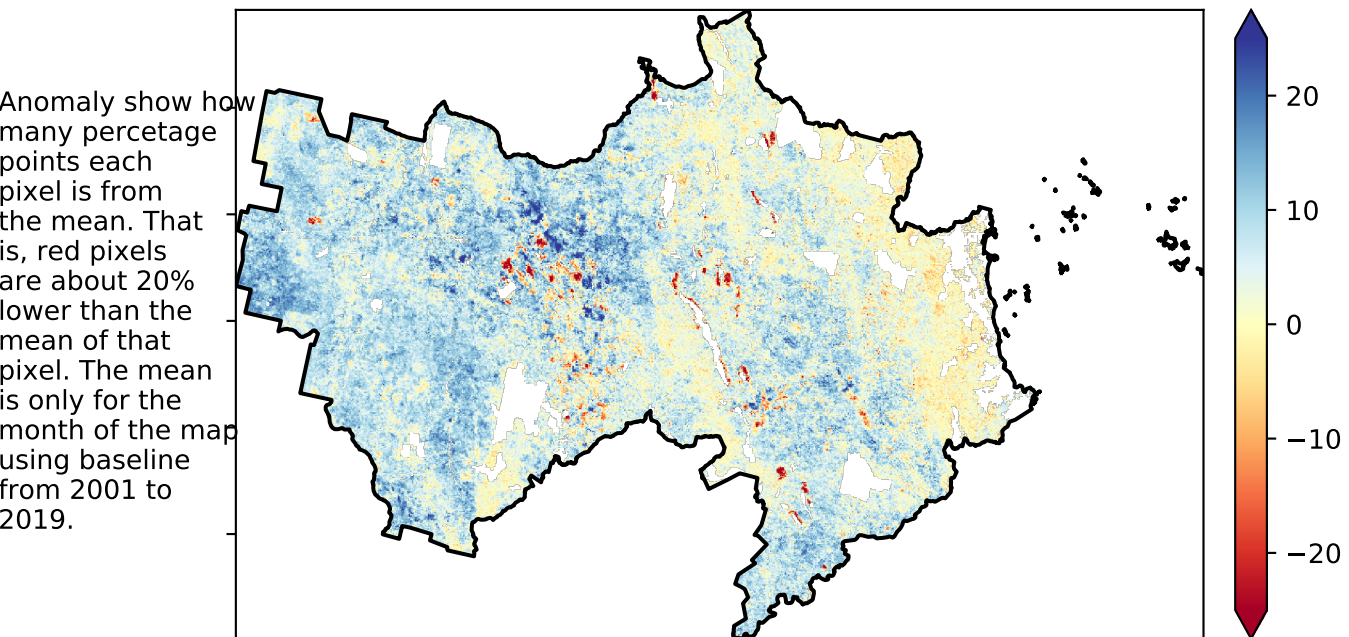 Anomaly show how
many percetage
points each
pixel is from
the mean. That
is, red pixels
are about 20%
lower than the
mean of that
pixel. The mean
is only for the
month of the map
using baseline
from 2001 to
2019.
20
10
0
−10
−20